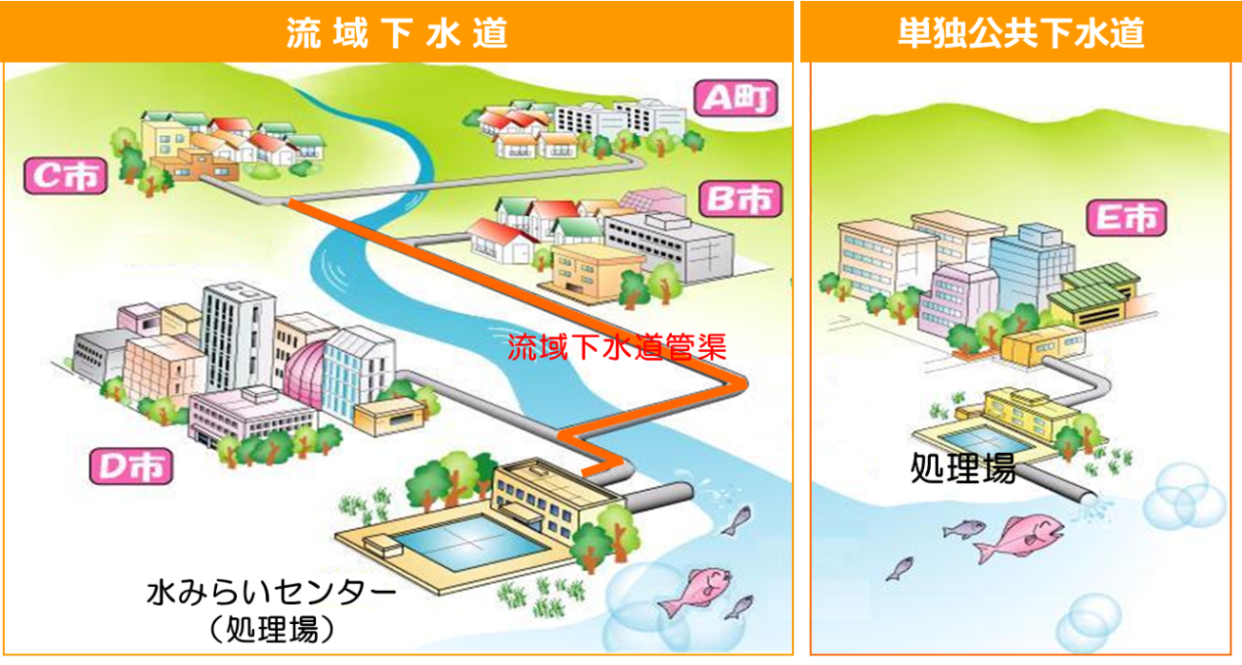 流域下水道
単独公共下水道
A町
C市
B市
E市
流域下水道管渠
D市
処理場
水みらいセンター
（処理場）